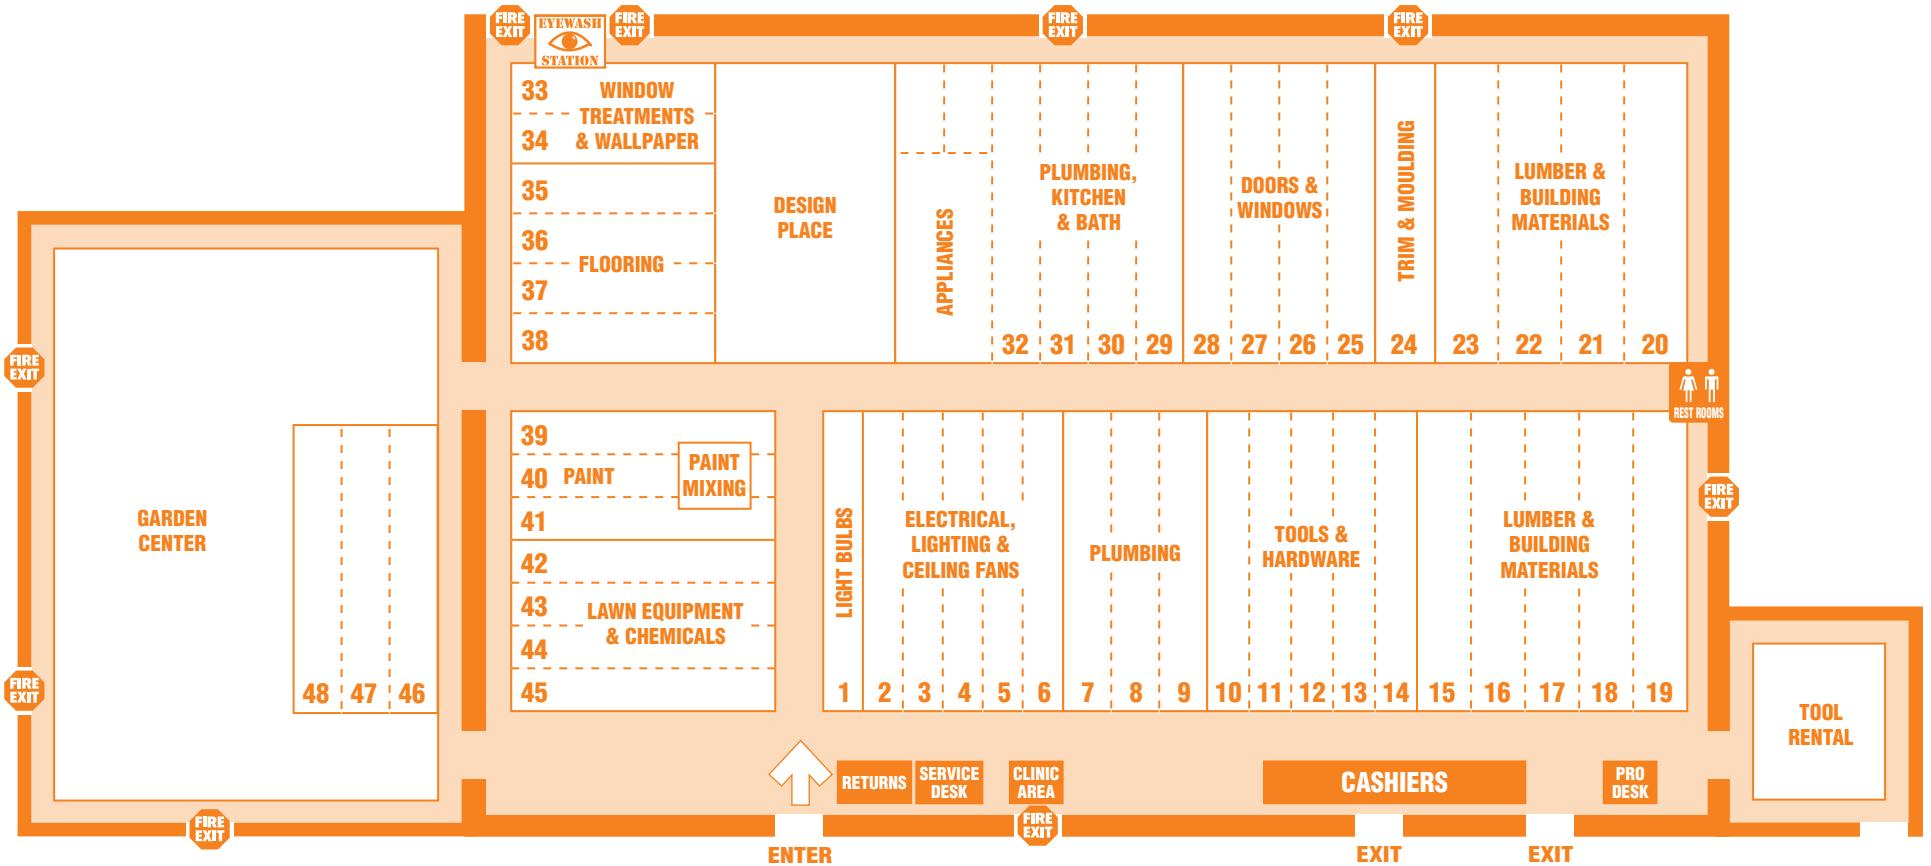 FIRE
EXIT
EYEWASH
STATION
FIRE
EXIT
FIRE
EXIT
FIRE
EXIT
33
34
WINDOW
TREATMENTS
& WALLPAPER
35
36
37
38
FLOORING
DESIGN
PLACE
APPLIANCES
PLUMBING,
KITCHEN
& BATH
32 31 30 29
DOORS &
WINDOWS
28 27 26 25
TRIM & MOULDING
24
LUMBER &
BUILDING
MATERIALS
23 22 21 20
REST ROOMS
FIRE
EXIT
FIRE
EXIT
GARDEN
CENTER
48 47 46
FIRE
EXIT
FIRE
EXIT
39
40 PAINT
41
PAINT
MIXING
42
43
44
45
LAWN EQUIPMENT
& CHEMICALS
LIGHT BULBS
1
ELECTRICAL,
LIGHTING &
CEILING FANS
2 3 4 5 6
PLUMBING
7 8 9
TOOLS &
HARDWARE
10 11 12 13 14
LUMBER &
BUILDING
MATERIALS
15 16 17 18 19
TOOL
RENTAL
RETURNS
SERVICE
DESK
CLINIC
AREA
FIRE
EXIT
CASHIERS
PRO
DESK
ENTER
EXIT
EXIT